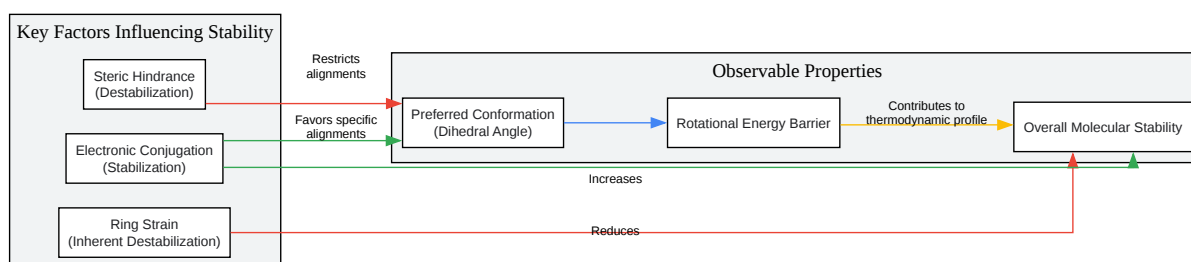 Key Factors Influencing Stability
Steric Hindrance
(Destabilization)
Electronic Conjugation
(Stabilization)
Ring Strain
(Inherent Destabilization)
Restricts
alignments
Favors specific
alignments
Observable Properties
Preferred Conformation
(Dihedral Angle)
Rotational Energy Barrier
Contributes to
thermodynamic profile
Overall Molecular Stability
Increases
Reduces